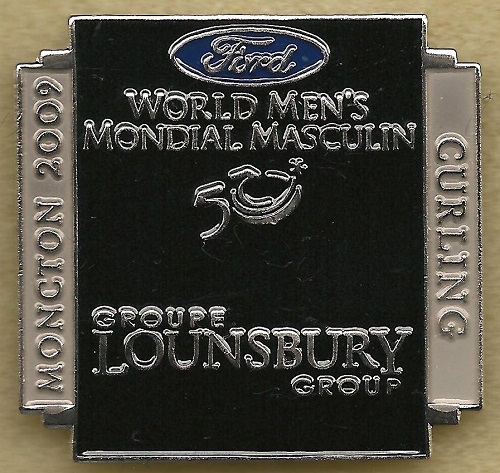 Ford
WORLD MEN'S
MONDIAL MASCULIN
50
MONCTON 2009
CURLING
GROUPE
LOUNSBURY
GROUP